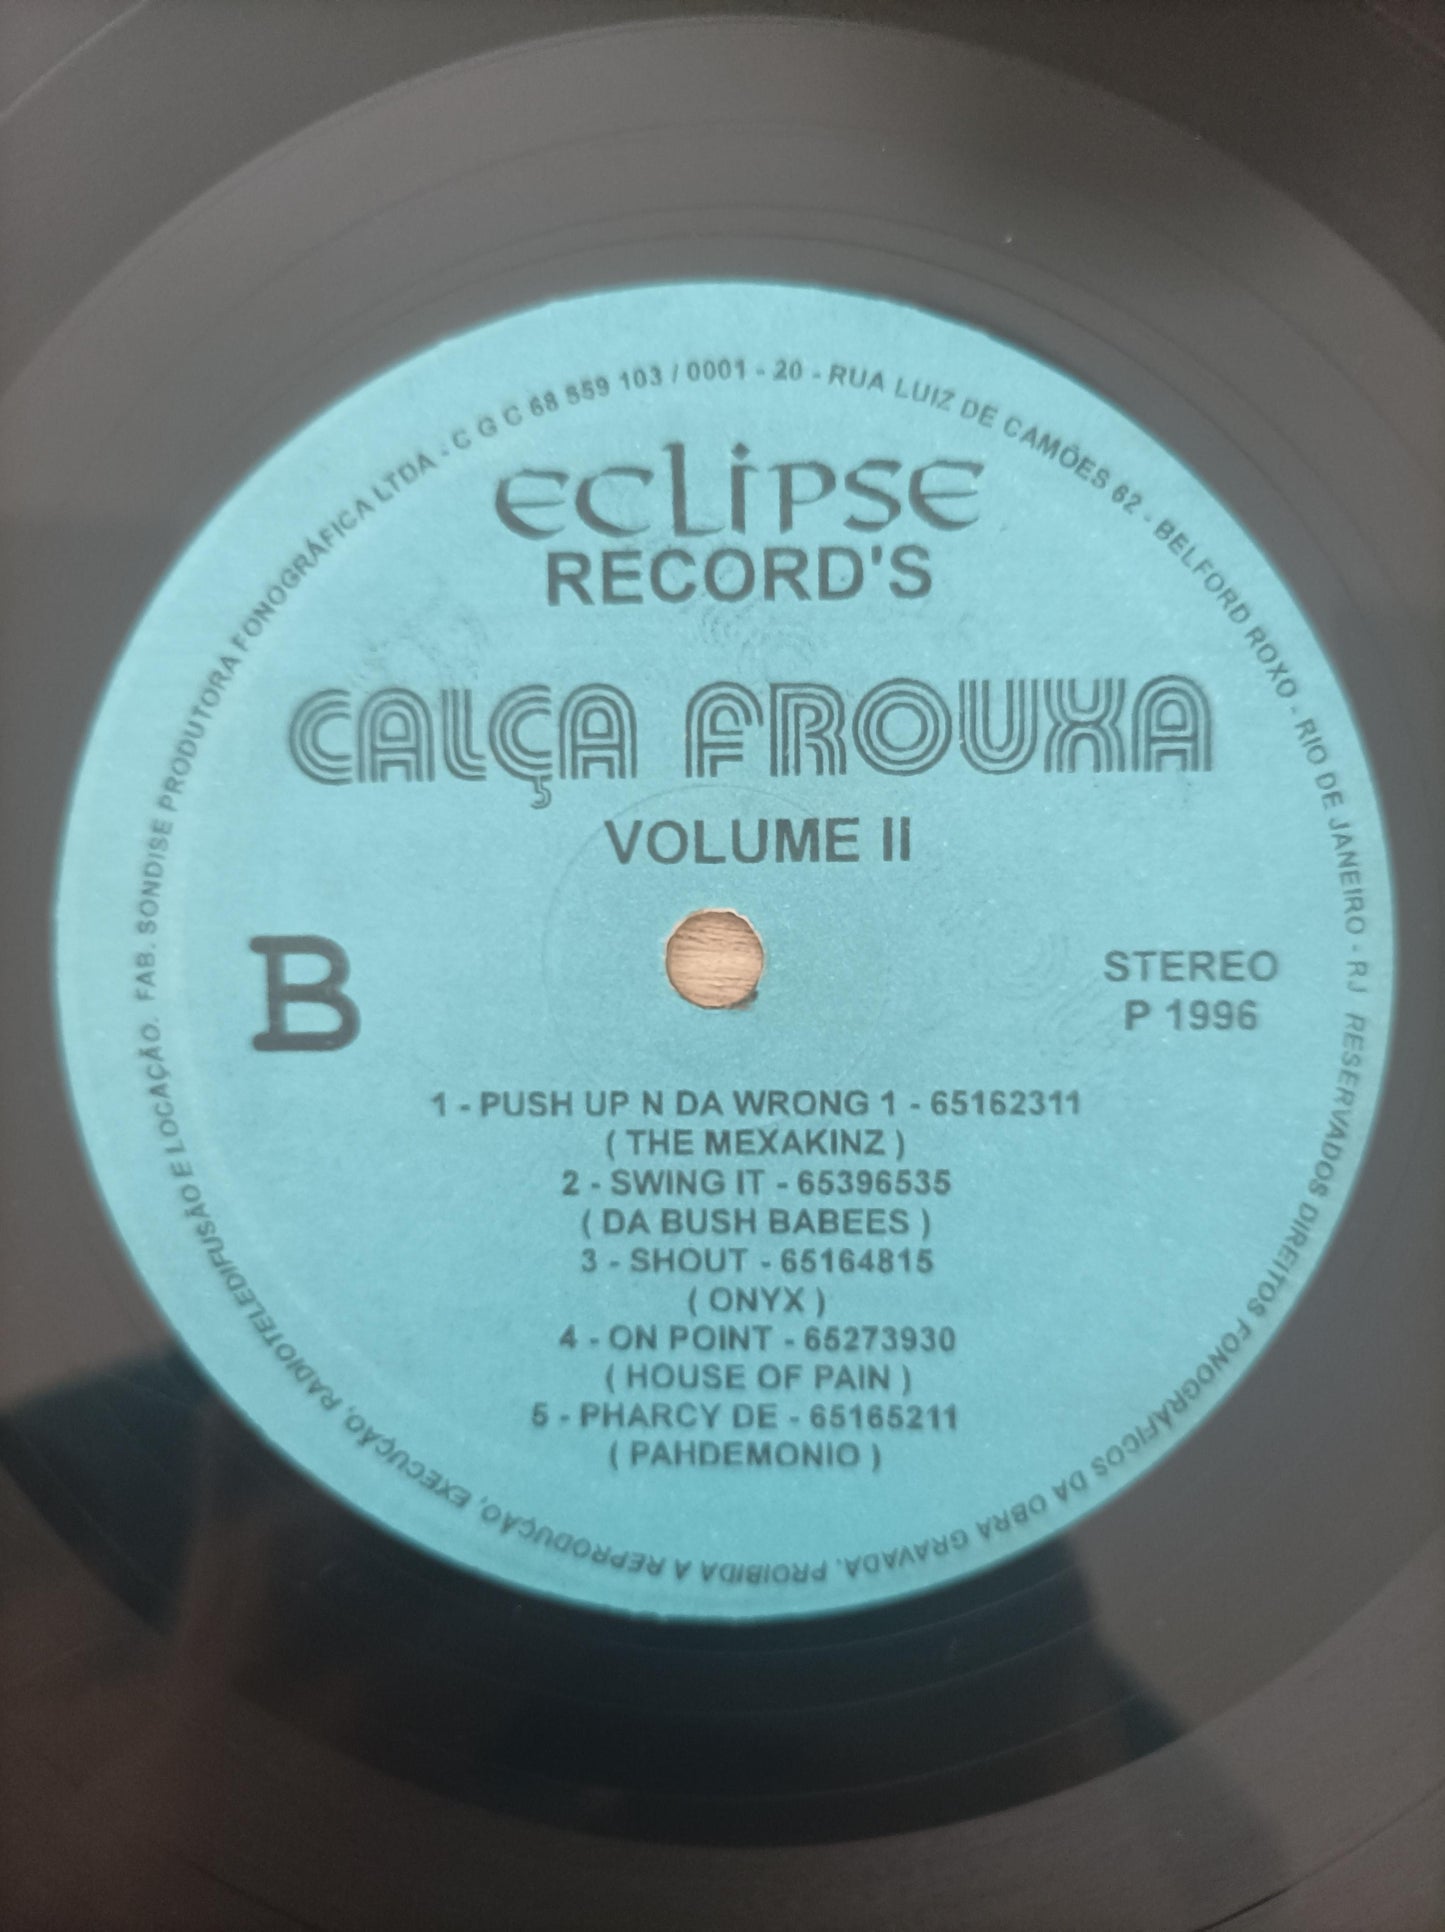 FAB. SONDISE PRODUTORA FONOGRÁFICA LTDA - C G C 68 559 103 / 0001 - 20 - RUA LUIZ DE CAMÕES 62 - BELFORD ROXO - RIO DE JANEIRO - RJ RESERVADOS DIREITOS FONOGRÁFICOS DA OBRA GRAVADA. PROIBIDA A REPRODUÇÃO, EXECUÇÃO, RADIOTELEDIFUSÃO E LOCAÇÃO.
ECLIPSE
RECORD'S
CALÇA FROUXA
VOLUME II
B
STEREO
P 1996
1 - PUSH UP N DA WRONG 1 - 65162311
( THE MEXAKINZ )
2 - SWING IT - 65396535
( DA BUSH BABEES )
3 - SHOUT - 65164815
( ONYX )
4 - ON POINT - 65273930
( HOUSE OF PAIN )
5 - PHARCY DE - 65165211
( PAHDEMONIO )